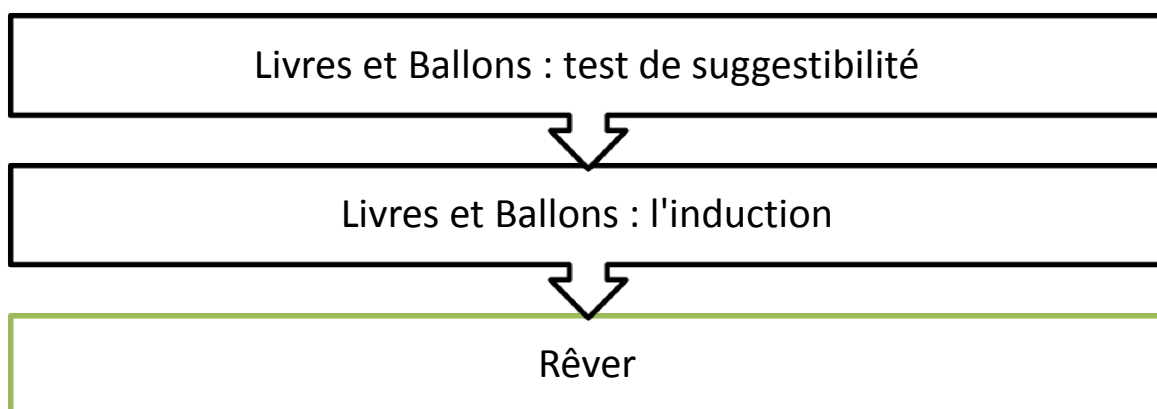 Livres et Ballons : test de suggestibilité
Livres et Ballons : l'induction
Rêver